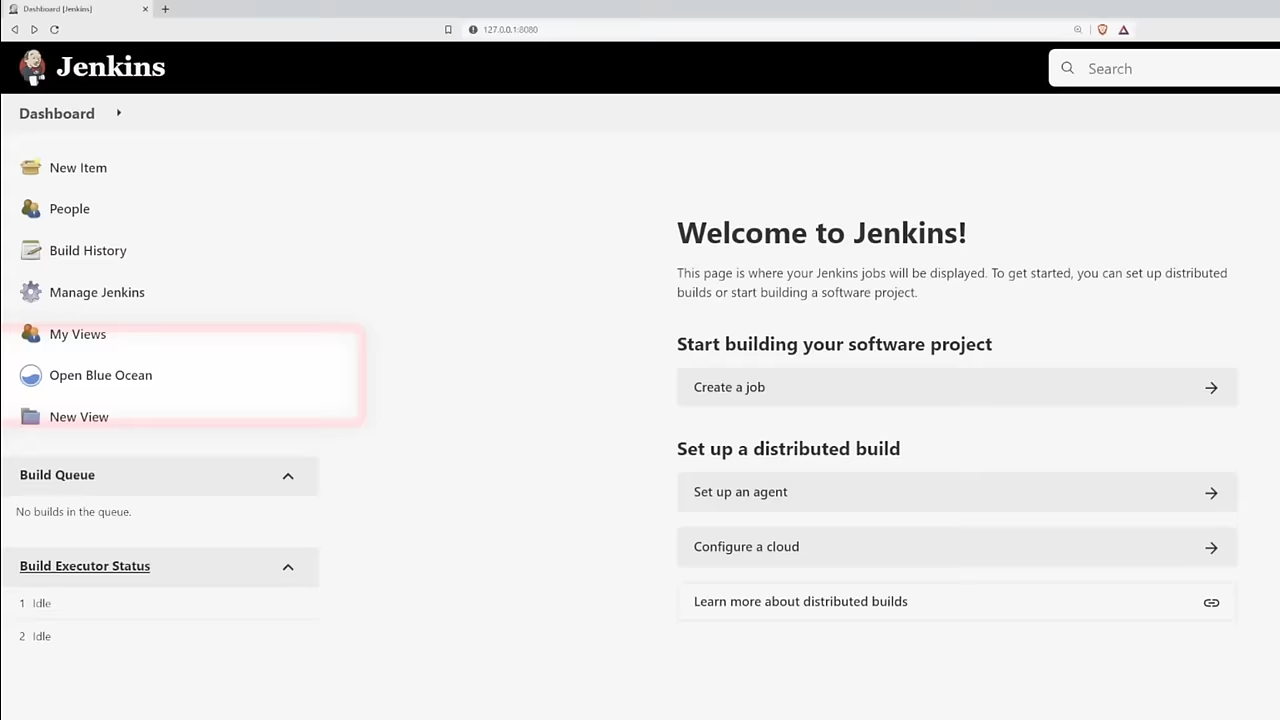 Dashboard [Jenkins]
127.0.0.1:8080
Jenkins
Search
Dashboard
New Item
People
Build History
Manage Jenkins
My Views
Open Blue Ocean
New View
Build Queue
No builds in the queue.
Build Executor Status
1 Idle
2 Idle
Welcome to Jenkins!
This page is where your Jenkins jobs will be displayed. To get started, you can set up distributed
builds or start building a software project.
Start building your software project
Create a job
Set up a distributed build
Set up an agent
Configure a cloud
Learn more about distributed builds